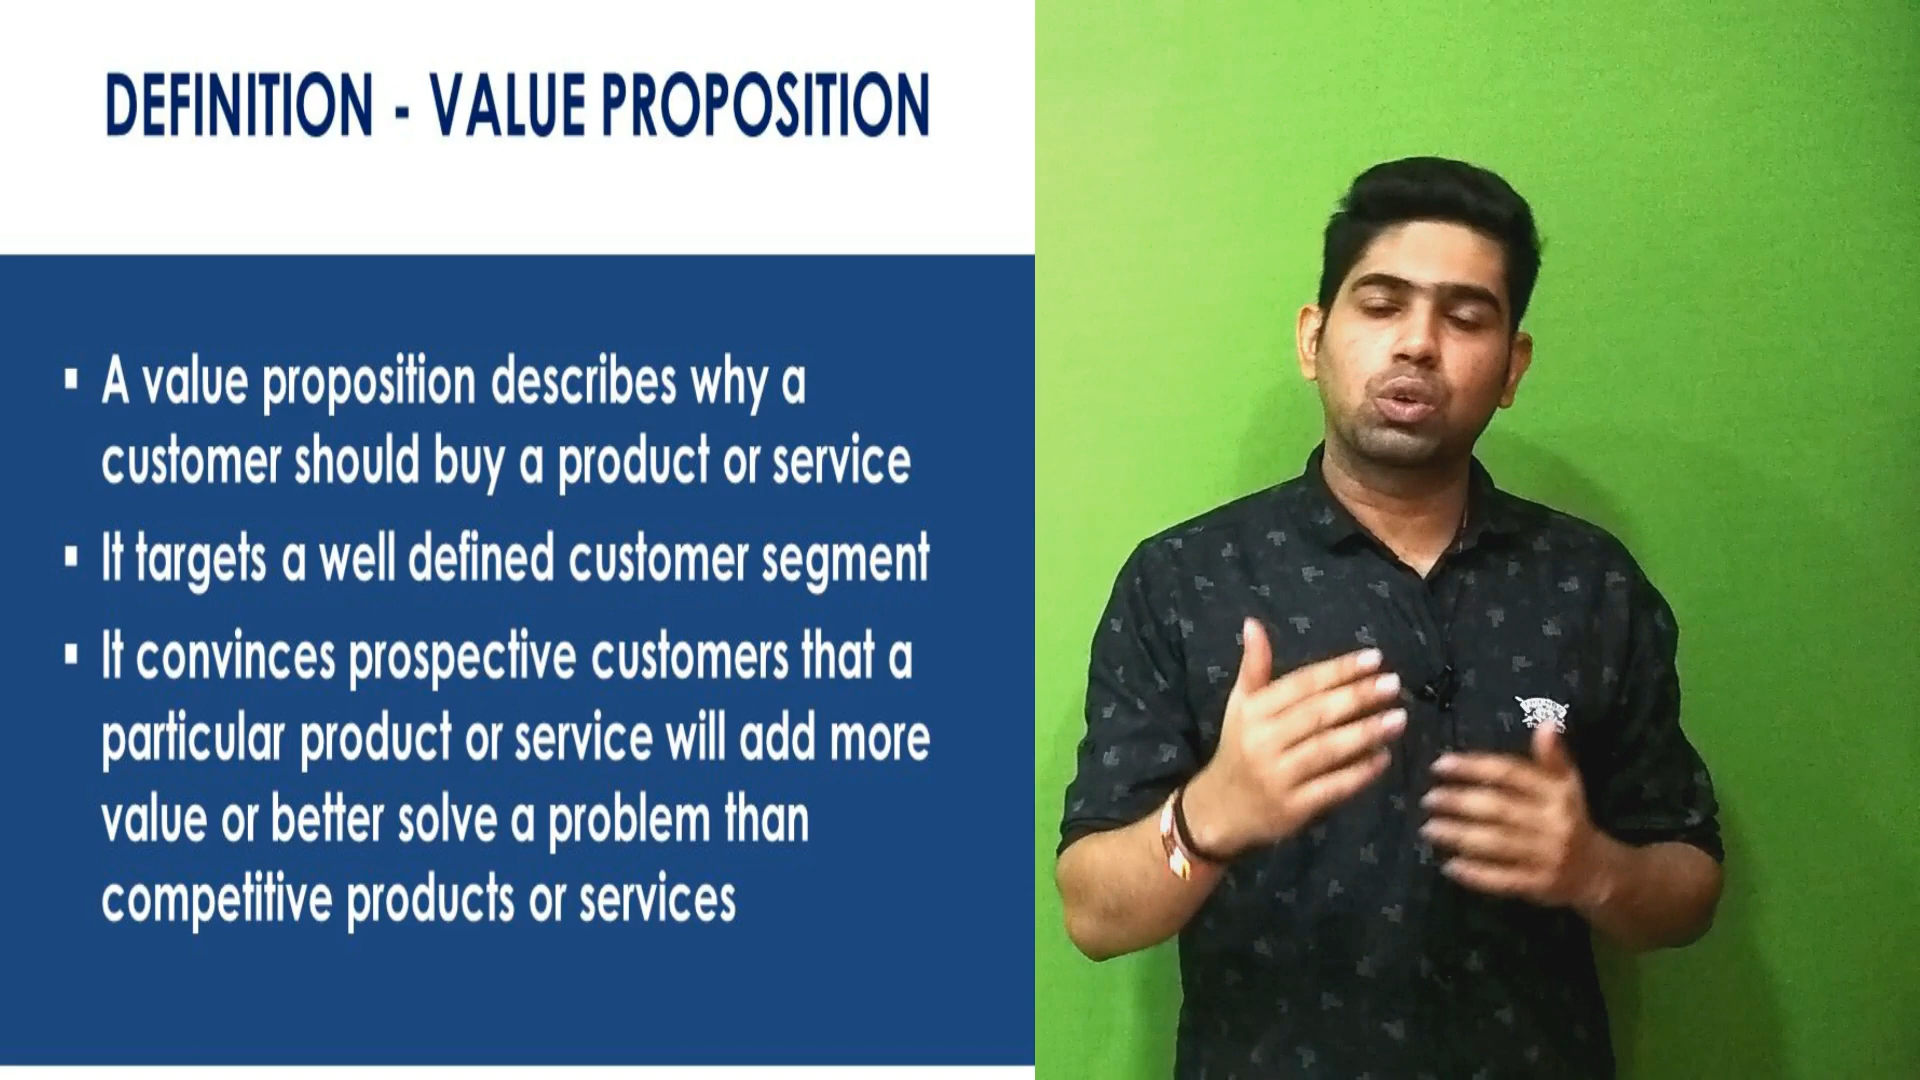 DEFINITION - VALUE PROPOSITION
▪ A value proposition describes why a
customer should buy a product or service
▪ It targets a well defined customer segment
▪ It convinces prospective customers that a
particular product or service will add more
value or better solve a problem than
competitive products or services